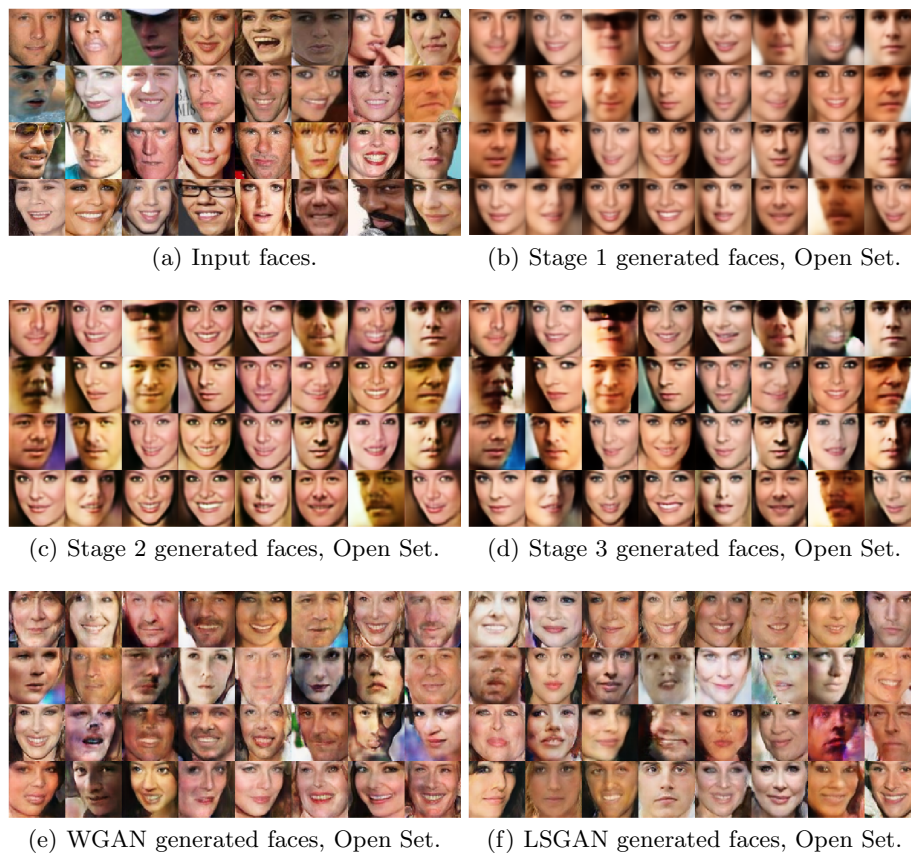 (a) Input faces.
(b) Stage 1 generated faces, Open Set.
(c) Stage 2 generated faces, Open Set.
(d) Stage 3 generated faces, Open Set.
(e) WGAN generated faces, Open Set.
(f) LSGAN generated faces, Open Set.